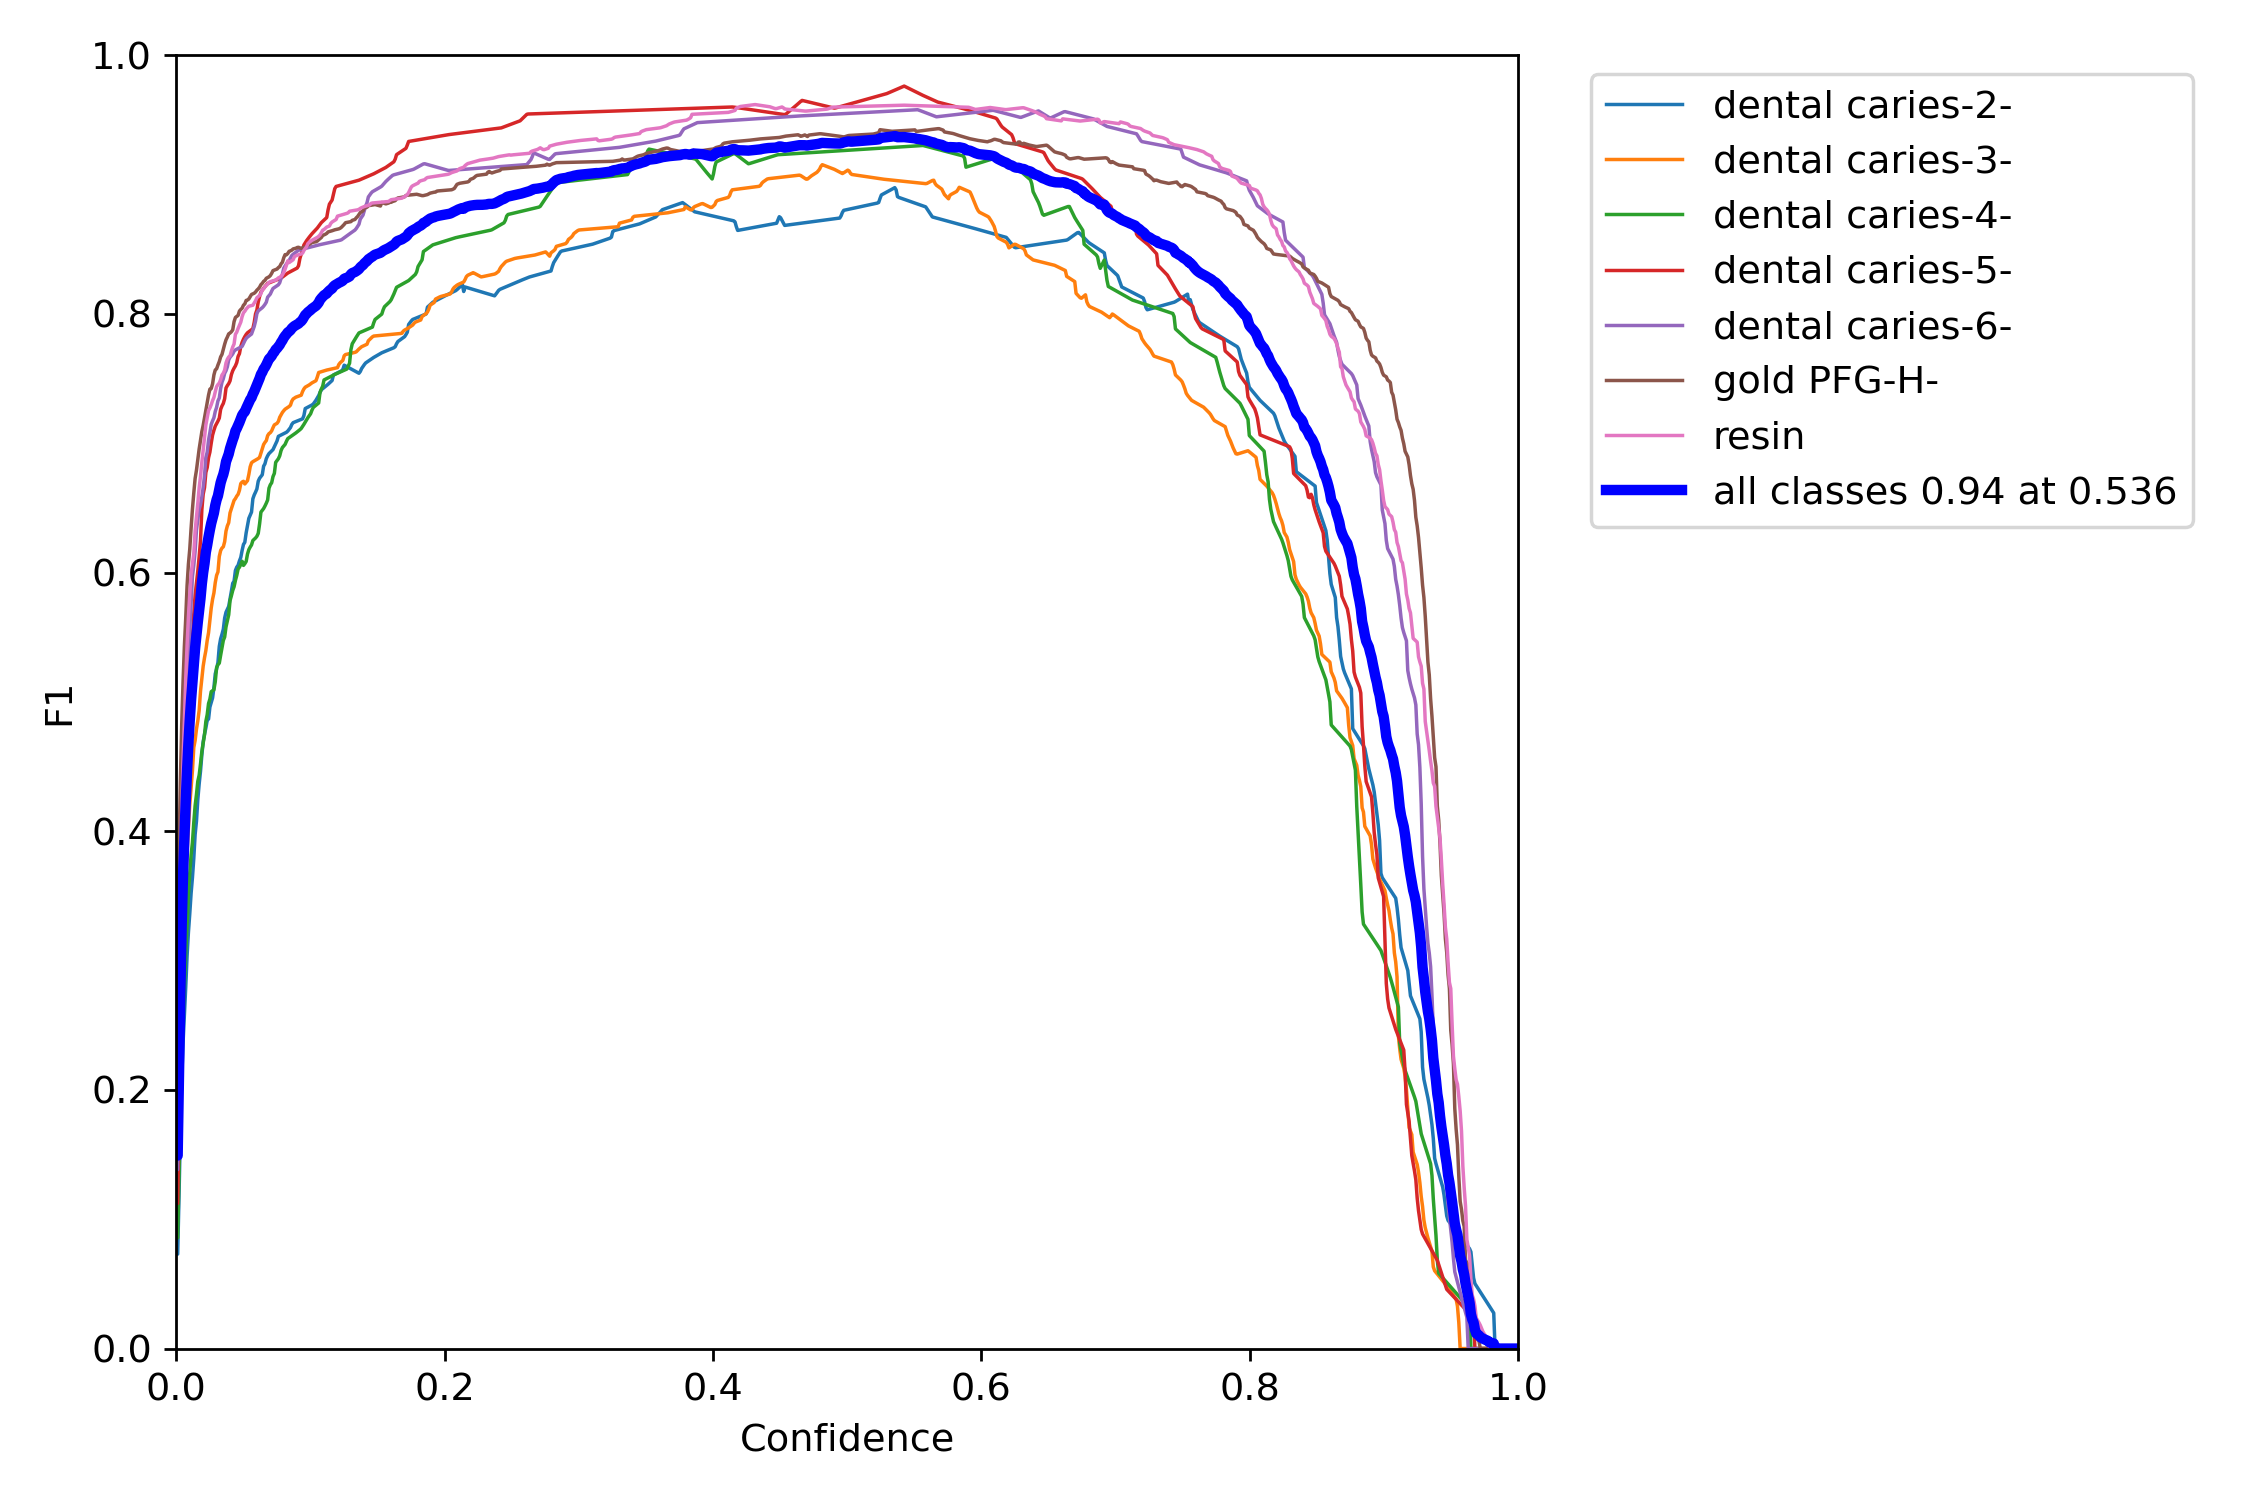 1.0
0.8
0.6
0.4
0.2
0.0
F1
0.0 0.2 0.4 0.6 0.8 1.0
Confidence
dental caries-2-
dental caries-3-
dental caries-4-
dental caries-5-
dental caries-6-
gold PFG-H-
resin
all classes 0.94 at 0.536